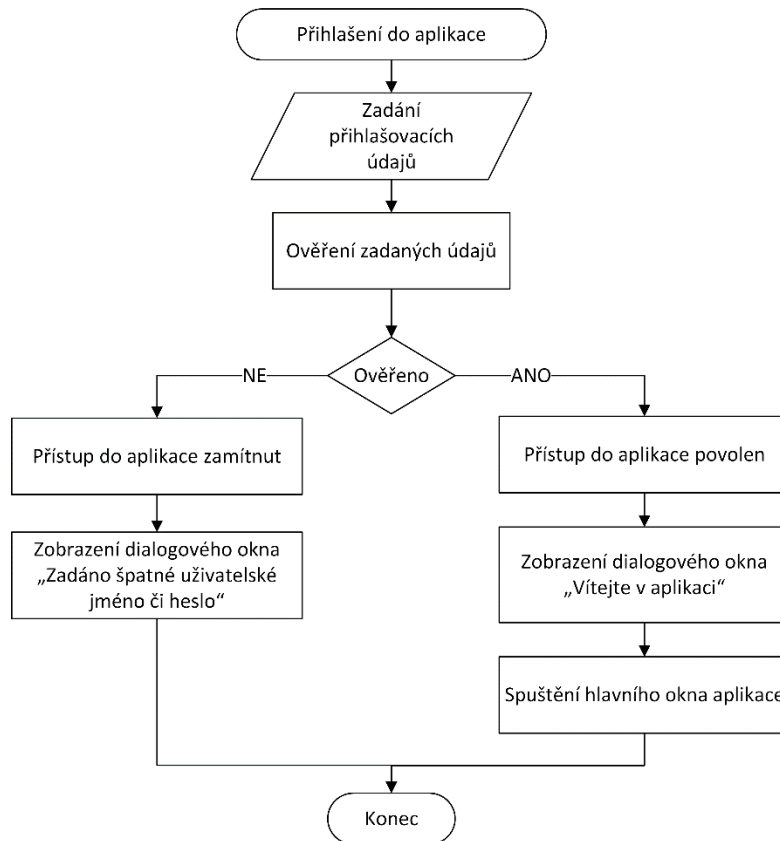 Přihlašení do aplikace
Zadání
přihlašovacích
údajů
Ověření zadaných údajů
Ověřeno
NE
ANO
Přístup do aplikace zamítnut
Přístup do aplikace povolen
Zobrazení dialogového okna
„Zadáno špatné uživatelské
jméno či heslo“
Zobrazení dialogového okna
„Vítejte v aplikaci“
Spuštění hlavního okna aplikace
Konec